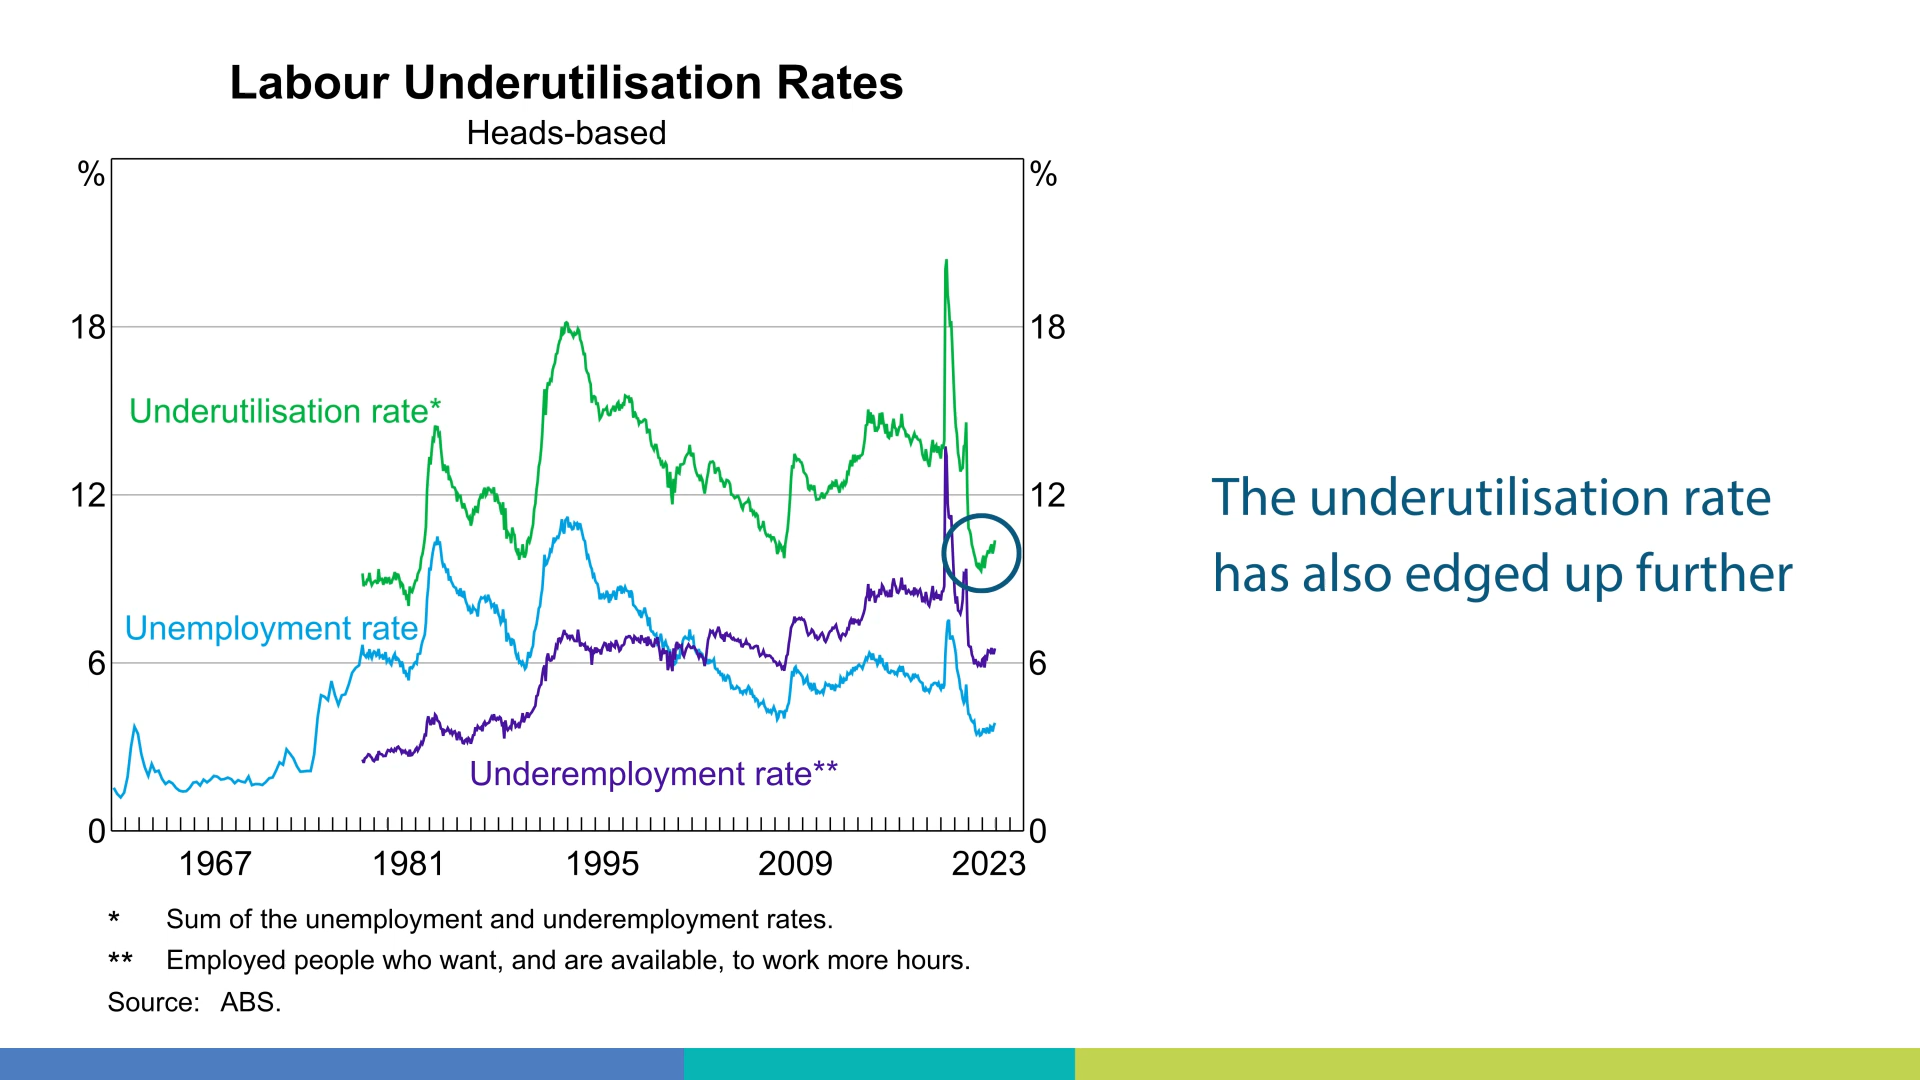 Labour Underutilisation Rates
Heads-based
% %
18 18
Underutilisation rate*
12 12
The underutilisation rate
has also edged up further
Unemployment rate
6 6
Underemployment rate**
0 0
1967 1981 1995 2009 2023
* Sum of the unemployment and underemployment rates.
** Employed people who want, and are available, to work more hours.
Source: ABS.